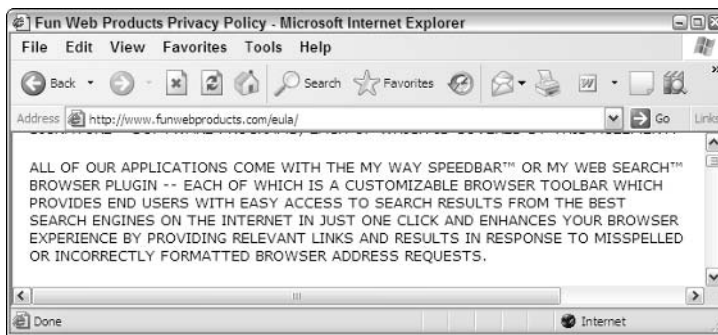 Fun Web Products Privacy Policy - Microsoft Internet Explorer
File Edit View Favorites Tools Help
Back Search Favorites W »
Address http://www.funwebproducts.com/eula/ Go Links
ALL OF OUR APPLICATIONS COME WITH THE MY WAY SPEEDBAR™ OR MY WEB SEARCH™
BROWSER PLUGIN -- EACH OF WHICH IS A CUSTOMIZABLE BROWSER TOOLBAR WHICH
PROVIDES END USERS WITH EASY ACCESS TO SEARCH RESULTS FROM THE BEST
SEARCH ENGINES ON THE INTERNET IN JUST ONE CLICK AND ENHANCES YOUR BROWSER
EXPERIENCE BY PROVIDING RELEVANT LINKS AND RESULTS IN RESPONSE TO MISSPELLED
OR INCORRECTLY FORMATTED BROWSER ADDRESS REQUESTS.
Done Internet